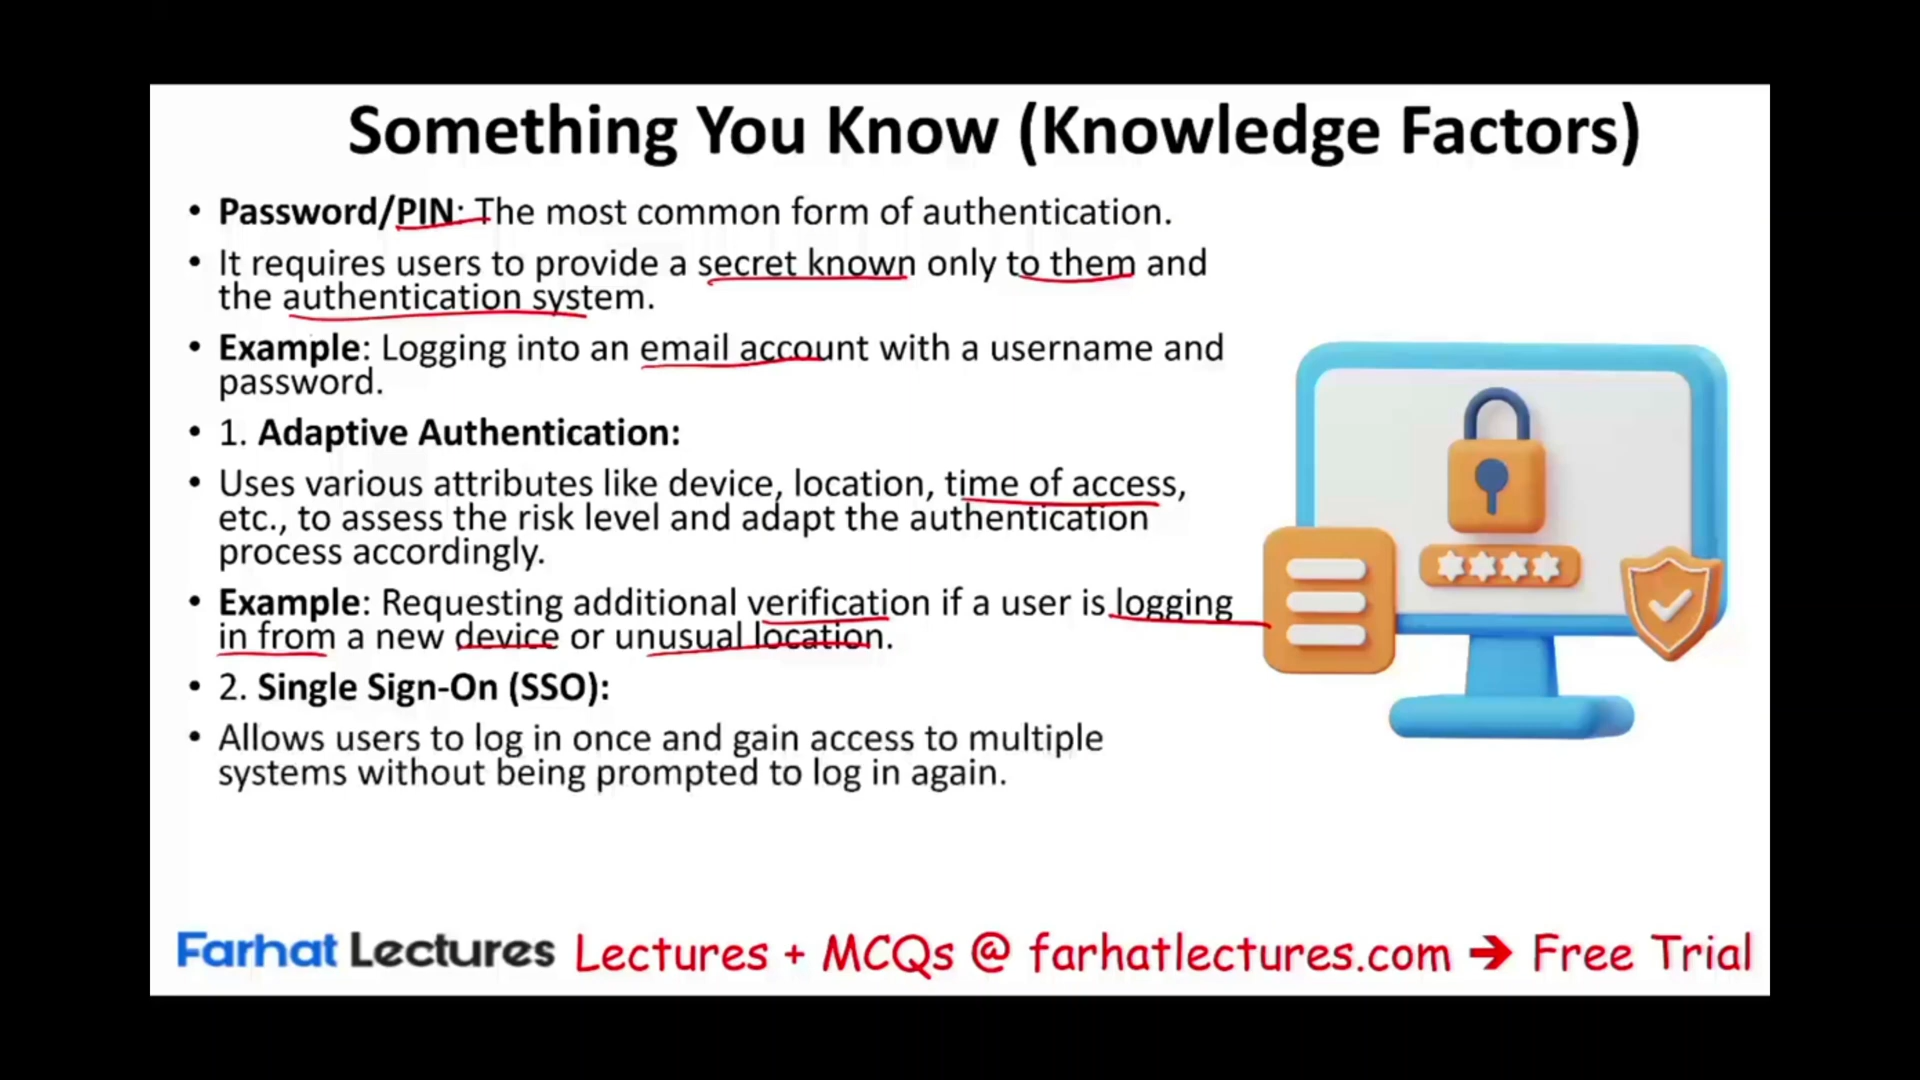 Something You Know (Knowledge Factors)
• Password/PIN: The most common form of authentication.
• It requires users to provide a secret known only to them and
the authentication system.
• Example: Logging into an email account with a username and
password.
• 1. Adaptive Authentication:
• Uses various attributes like device, location, time of access,
etc., to assess the risk level and adapt the authentication
process accordingly.
• Example: Requesting additional verification if a user is logging
in from a new device or unusual location.
• 2. Single Sign-On (SSO):
• Allows users to log in once and gain access to multiple
systems without being prompted to log in again.
Farhat Lectures Lectures + MCQs @ farhatlectures.com ➔ Free Trial